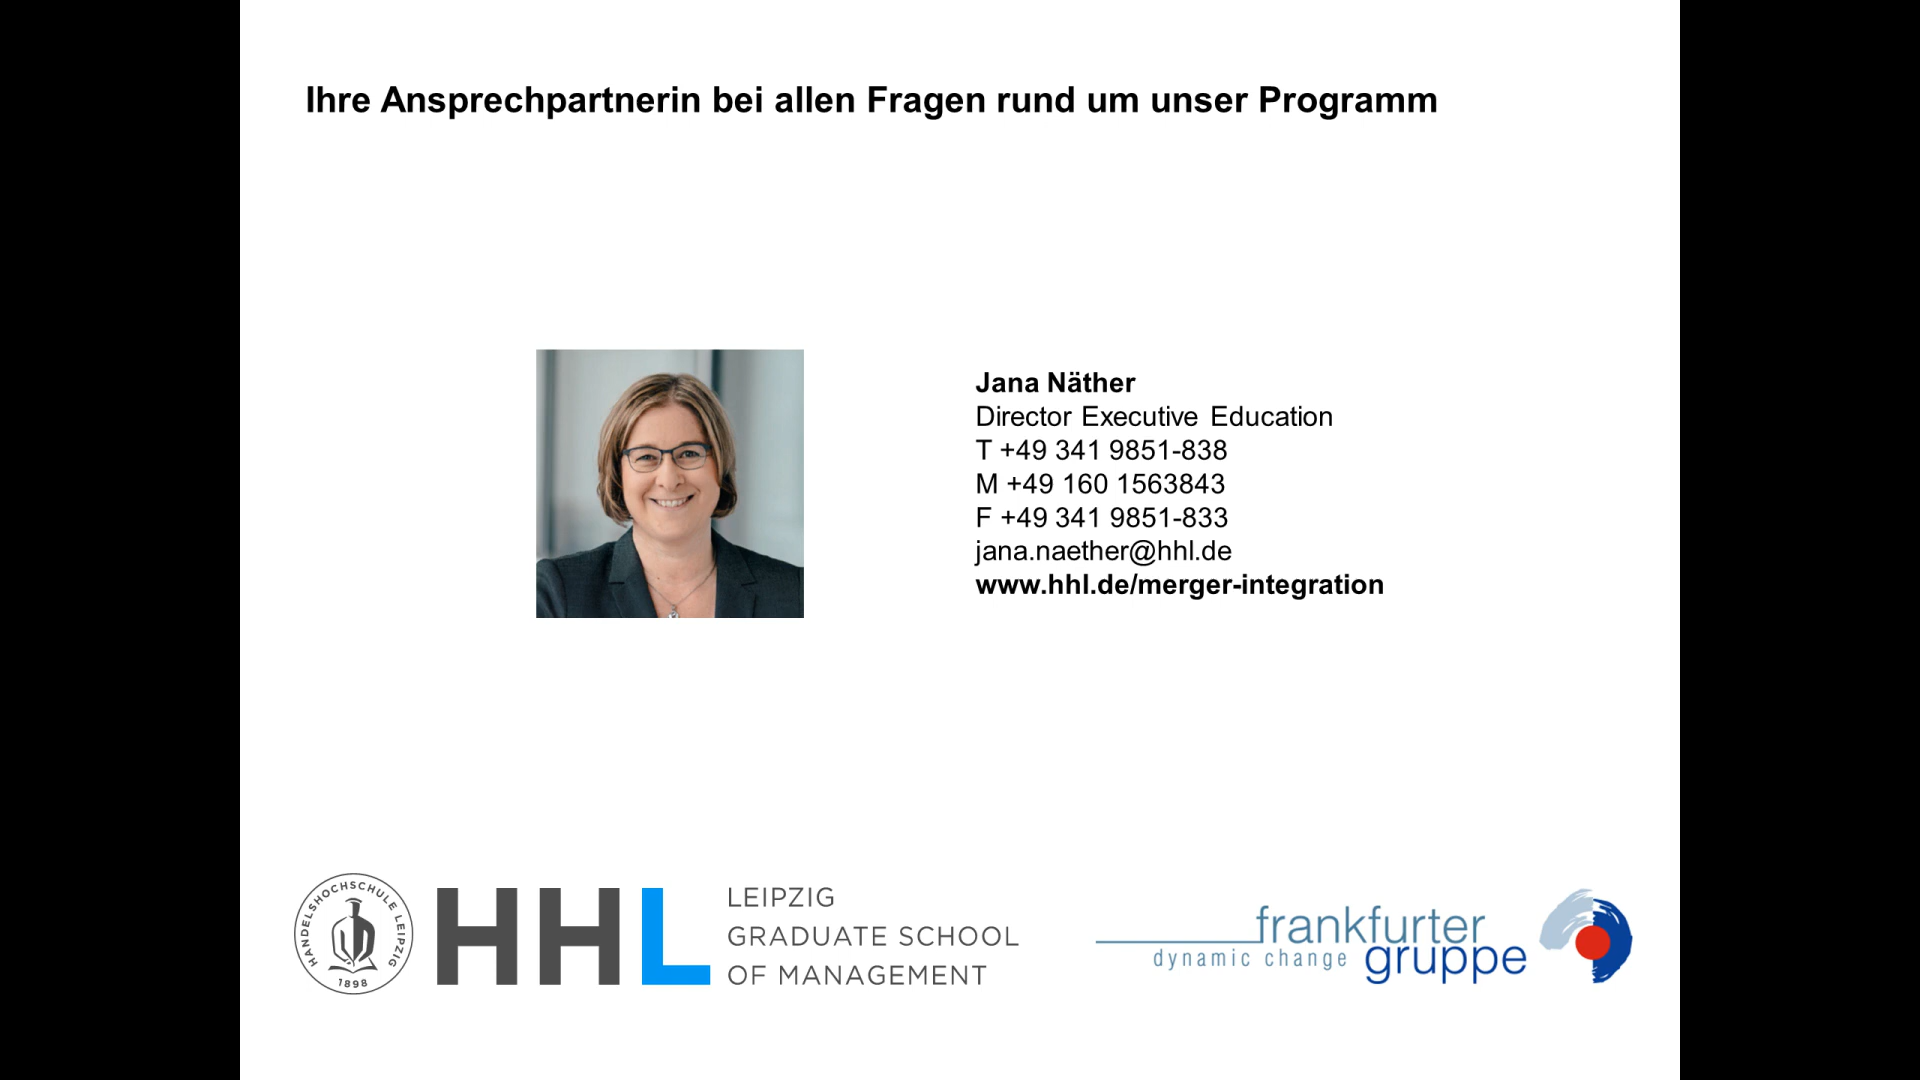 Ihre Ansprechpartnerin bei allen Fragen rund um unser Programm
Jana Näther
Director Executive Education
T +49 341 9851-838
M +49 160 1563843
F +49 341 9851-833
jana.naether@hhl.de
www.hhl.de/merger-integration
HANDELSHOCHSCHULE LEIPZIG
1898
HHL
LEIPZIG
GRADUATE SCHOOL
OF MANAGEMENT
frankfurter
dynamic change gruppe